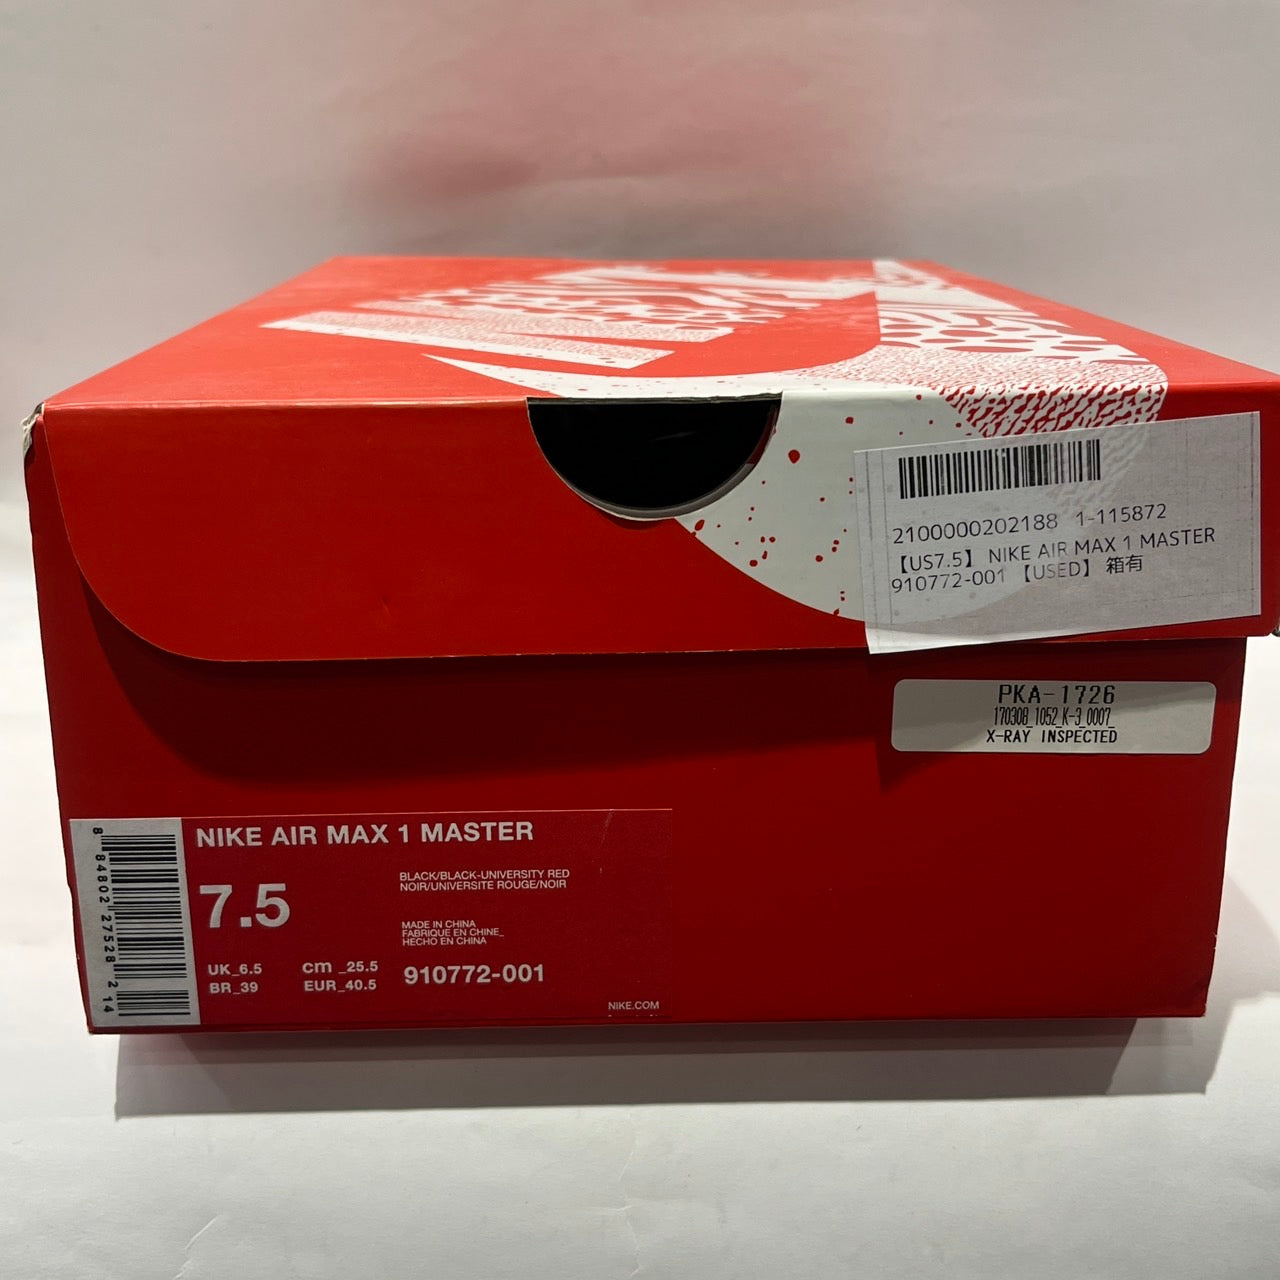 NIKE
2100000202188 1-115872
【US7.5】 NIKE AIR MAX 1 MASTER
910772-001 【USED】 箱有
PKA-1726
170308_1052_K-3_0007_
X-RAY INSPECTED
8 84802 27528 2 14
NIKE AIR MAX 1 MASTER
7.5
BLACK/BLACK-UNIVERSITY RED
NOIR/UNIVERSITE ROUGE/NOIR
MADE IN CHINA
FABRIQUE EN CHINE_
HECHO EN CHINA
UK_6.5 cm _25.5
BR_39 EUR_40.5
910772-001
NIKE.COM